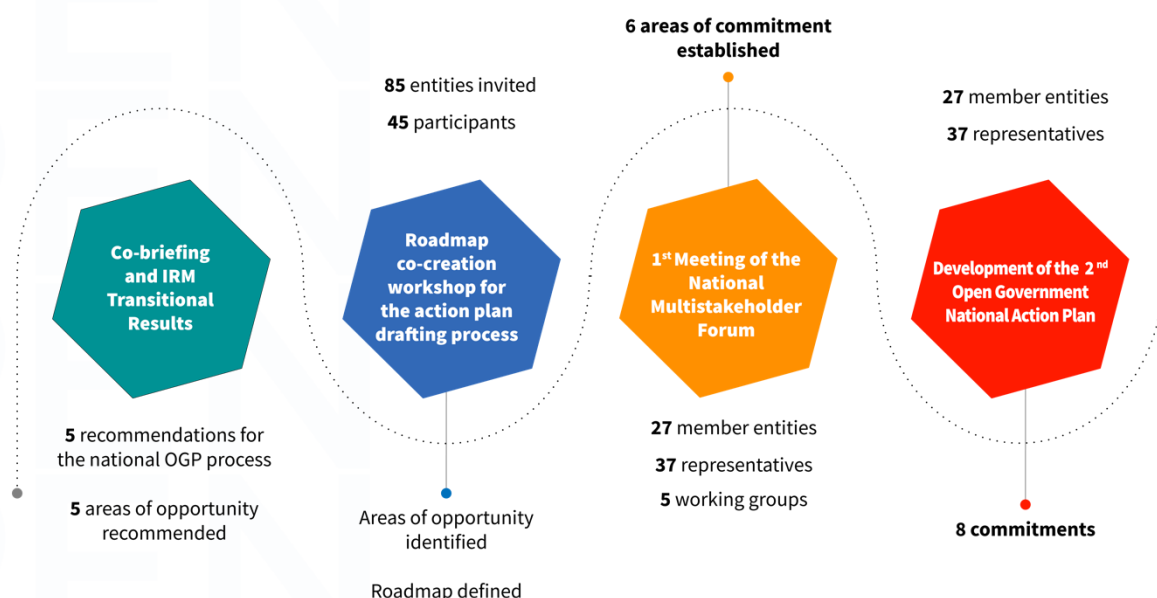 Co-briefing
and IRM
Transitional
Results
5 recommendations for
the national OGP process
5 areas of opportunity
recommended
85 entities invited
45 participants
Roadmap
co-creation
workshop for
the action plan
drafting process
Areas of opportunity
identified
Roadmap defined
6 areas of commitment
established
1st Meeting of the
National
Multistakeholder
Forum
27 member entities
37 representatives
5 working groups
27 member entities
37 representatives
Development of the 2nd
Open Government
National Action Plan
8 commitments